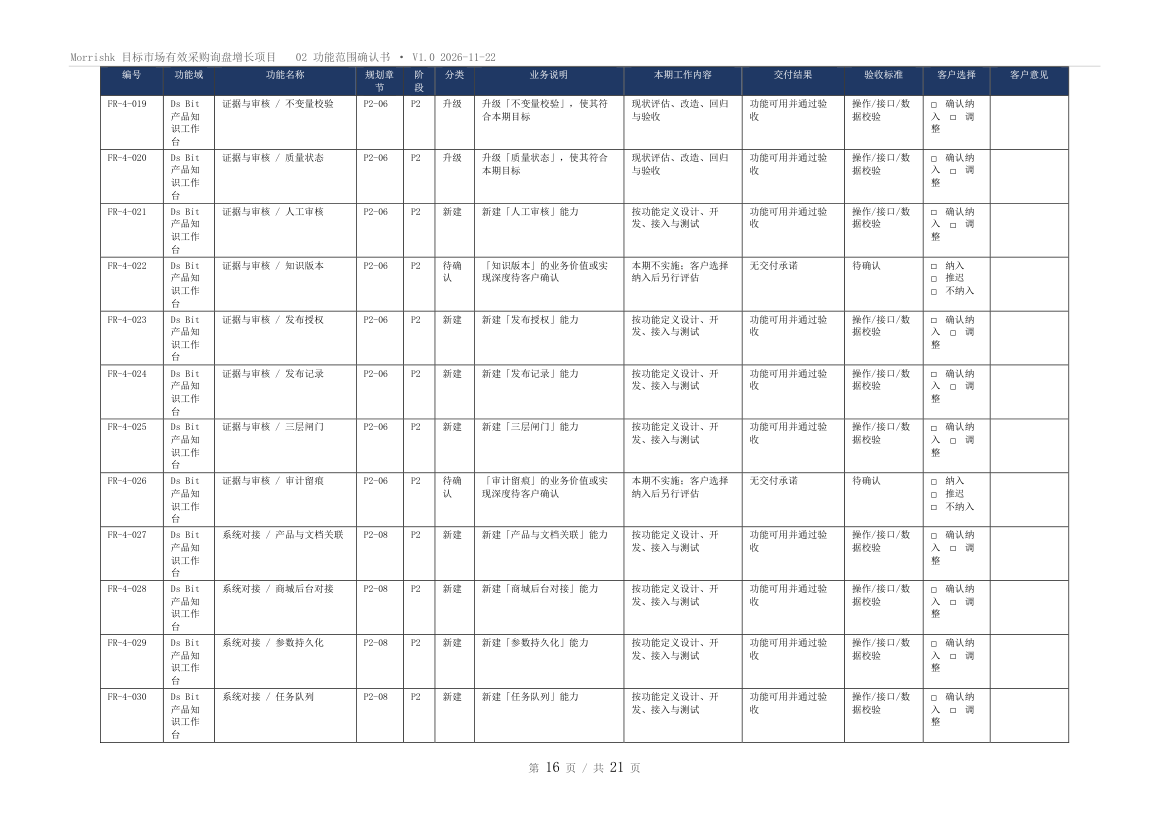 Morrishk 目标市场有效采购询盘增长项目 02 功能范围确认书 • V1.0 2026-11-22
编号 功能域 功能名称 规划章节 阶段 分类 业务说明 本期工作内容 交付结果 验收标准 客户选择 客户意见
FR-4-019 Ds Bit 产品知识工作台 证据与审核 / 不变量校验 P2-06 P2 升级 升级「不变量校验」，使其符合本期目标 现状评估、改造、回归与验收 功能可用并通过验收 操作/接口/数据校验 □ 确认纳入 □ 调整
FR-4-020 Ds Bit 产品知识工作台 证据与审核 / 质量状态 P2-06 P2 升级 升级「质量状态」，使其符合本期目标 现状评估、改造、回归与验收 功能可用并通过验收 操作/接口/数据校验 □ 确认纳入 □ 调整
FR-4-021 Ds Bit 产品知识工作台 证据与审核 / 人工审核 P2-06 P2 新建 新建「人工审核」能力 按功能定义设计、开发、接入与测试 功能可用并通过验收 操作/接口/数据校验 □ 确认纳入 □ 调整
FR-4-022 Ds Bit 产品知识工作台 证据与审核 / 知识版本 P2-06 P2 待确认 「知识版本」的业务价值或实现深度待客户确认 本期不实施；客户选择纳入后另行评估 无交付承诺 待确认 □ 纳入 □ 推迟 □ 不纳入
FR-4-023 Ds Bit 产品知识工作台 证据与审核 / 发布授权 P2-06 P2 新建 新建「发布授权」能力 按功能定义设计、开发、接入与测试 功能可用并通过验收 操作/接口/数据校验 □ 确认纳入 □ 调整
FR-4-024 Ds Bit 产品知识工作台 证据与审核 / 发布记录 P2-06 P2 新建 新建「发布记录」能力 按功能定义设计、开发、接入与测试 功能可用并通过验收 操作/接口/数据校验 □ 确认纳入 □ 调整
FR-4-025 Ds Bit 产品知识工作台 证据与审核 / 三层闸门 P2-06 P2 新建 新建「三层闸门」能力 按功能定义设计、开发、接入与测试 功能可用并通过验收 操作/接口/数据校验 □ 确认纳入 □ 调整
FR-4-026 Ds Bit 产品知识工作台 证据与审核 / 审计留痕 P2-06 P2 待确认 「审计留痕」的业务价值或实现深度待客户确认 本期不实施；客户选择纳入后另行评估 无交付承诺 待确认 □ 纳入 □ 推迟 □ 不纳入
FR-4-027 Ds Bit 产品知识工作台 系统对接 / 产品与文档关联 P2-08 P2 新建 新建「产品与文档关联」能力 按功能定义设计、开发、接入与测试 功能可用并通过验收 操作/接口/数据校验 □ 确认纳入 □ 调整
FR-4-028 Ds Bit 产品知识工作台 系统对接 / 商城后台对接 P2-08 P2 新建 新建「商城后台对接」能力 按功能定义设计、开发、接入与测试 功能可用并通过验收 操作/接口/数据校验 □ 确认纳入 □ 调整
FR-4-029 Ds Bit 产品知识工作台 系统对接 / 参数持久化 P2-08 P2 新建 新建「参数持久化」能力 按功能定义设计、开发、接入与测试 功能可用并通过验收 操作/接口/数据校验 □ 确认纳入 □ 调整
FR-4-030 Ds Bit 产品知识工作台 系统对接 / 任务队列 P2-08 P2 新建 新建「任务队列」能力 按功能定义设计、开发、接入与测试 功能可用并通过验收 操作/接口/数据校验 □ 确认纳入 □ 调整
第 16 页 / 共 21 页